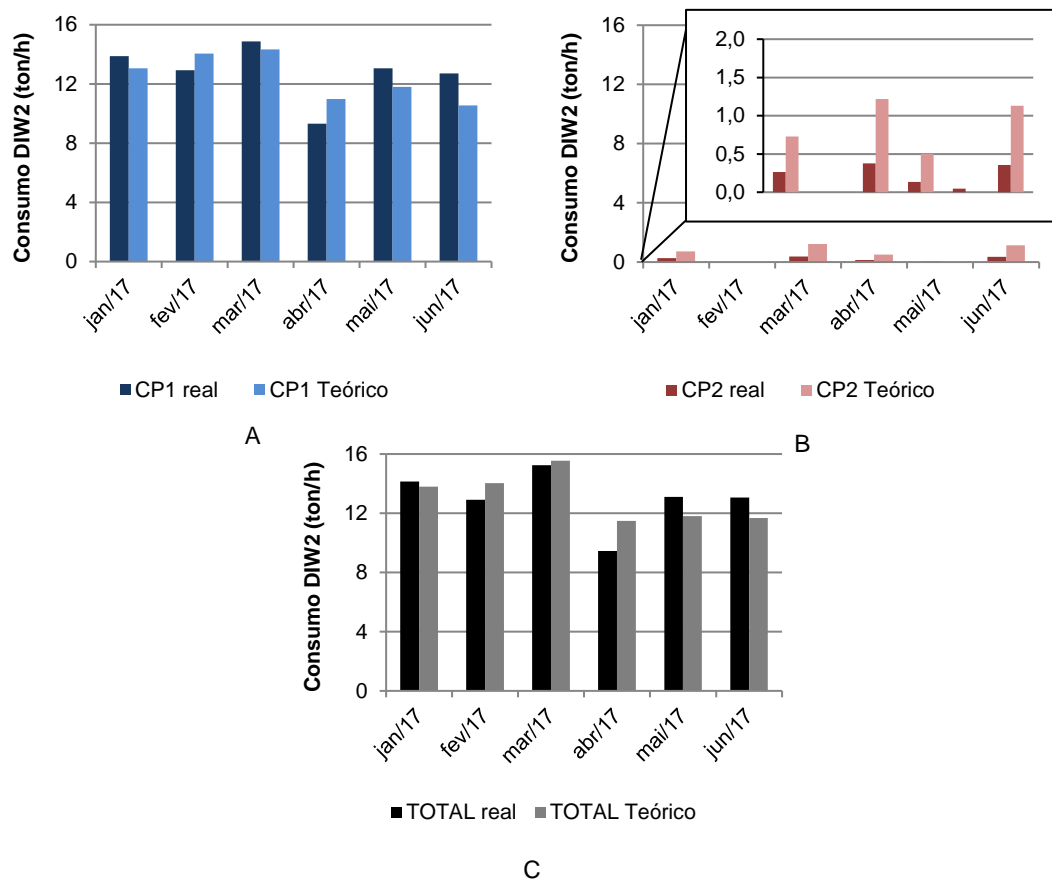 Consumo DIW2 (ton/h)
16
12
8
4
0
jan/17
fev/17
mar/17
abr/17
mai/17
jun/17
CP1 real
CP1 Teórico
A
Consumo DIW2 (ton/h)
16
14
12
10
8
6
4
2
0
2,0
1,5
1,0
0,5
0,0
jan/17
fev/17
mar/17
abr/17
mai/17
jun/17
CP2 real
CP2 Teórico
B
Consumo DIW2 (ton/h)
16
12
8
4
0
jan/17
fev/17
mar/17
abr/17
mai/17
jun/17
TOTAL real
TOTAL Teórico
C